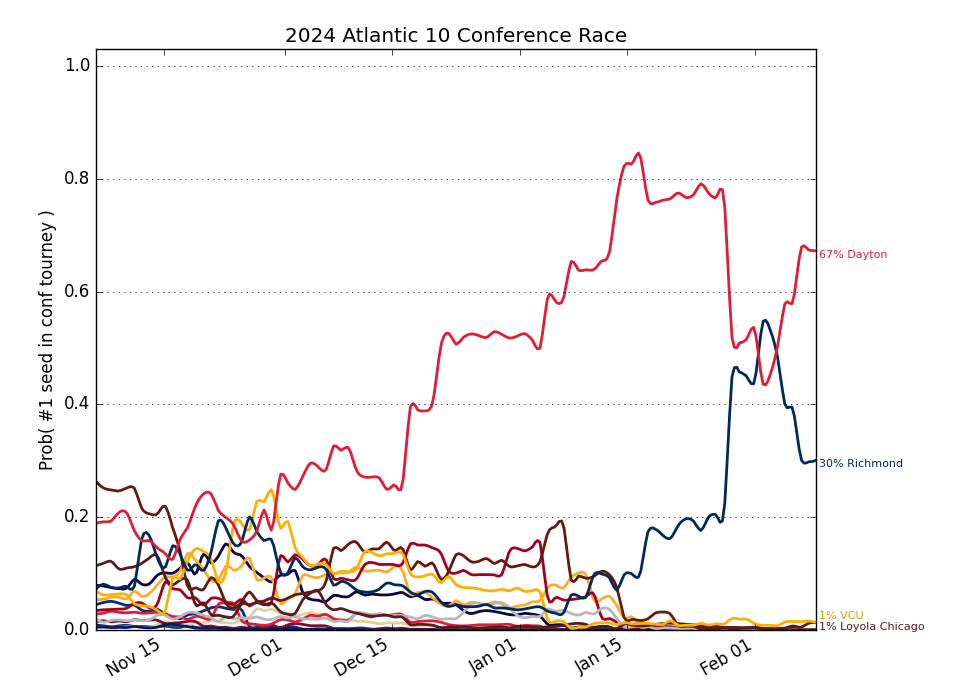 2024 Atlantic 10 Conference Race
Prob( #1 seed in conf tourney )
1.0
0.8
0.6
0.4
0.2
0.0
67% Dayton
30% Richmond
1% VCU
1% Loyola Chicago
Nov 15
Dec 01
Dec 15
Jan 01
Jan 15
Feb 01